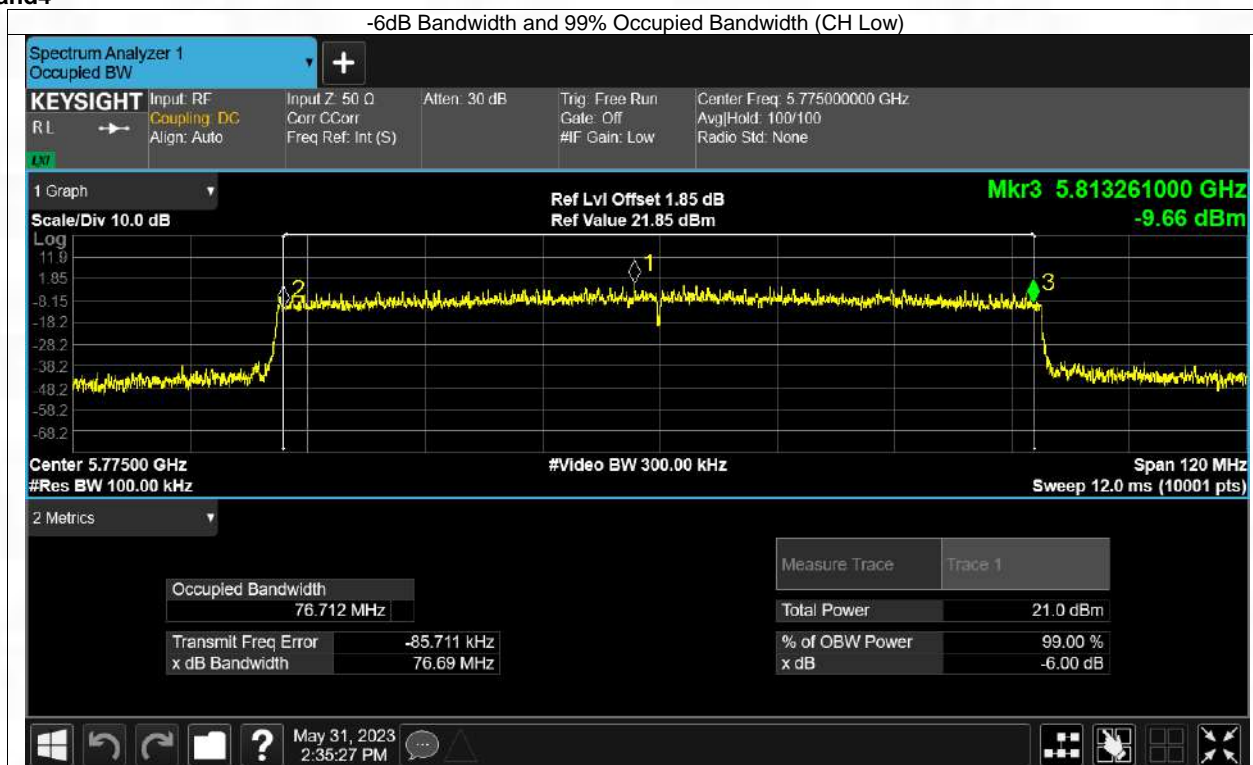 -6dB Bandwidth and 99% Occupied Bandwidth (CH Low)
Spectrum Analyzer 1
Occupied BW
KEYSIGHT
RL
LXI
Input: RF
Coupling: DC
Align: Auto
Input Z: 50 Ω
Corr CCorr
Freq Ref: Int (S)
Atten: 30 dB
Trig: Free Run
Gate: Off
#IF Gain: Low
Center Freq: 5.775000000 GHz
Avg|Hold: 100/100
Radio Std: None
1 Graph
Scale/Div 10.0 dB
Ref Lvl Offset 1.85 dB
Ref Value 21.85 dBm
Mkr3 5.813261000 GHz
-9.66 dBm
Log
11.9
1.85
-8.15
-18.2
-28.2
-38.2
-48.2
-58.2
-68.2
1
2
3
Center 5.77500 GHz
#Res BW 100.00 kHz
#Video BW 300.00 kHz
Span 120 MHz
Sweep 12.0 ms (10001 pts)
2 Metrics
Occupied Bandwidth
76.712 MHz
Transmit Freq Error -85.711 kHz
x dB Bandwidth 76.69 MHz
Measure Trace Trace 1
Total Power 21.0 dBm
% of OBW Power 99.00 %
x dB -6.00 dB
?
May 31, 2023
2:35:27 PM